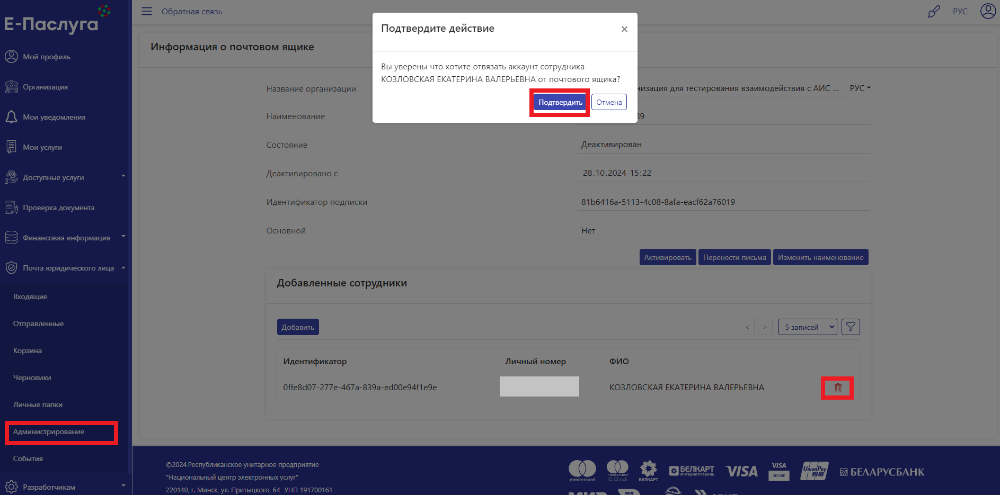 Е-Паслуга
Мой профиль
Организация
Мои уведомления
Мои услуги
Доступные услуги
Проверка документа
Финансовая информация
Почта юридического лица
Входящие
Отправленные
Корзина
Черновики
Личные папки
Администрирование
События
Разработчикам
Обратная связь
РУС
Подтвердите действие
×
Вы уверены что хотите отвязать аккаунт сотрудника
КОЗЛОВСКАЯ ЕКАТЕРИНА ВАЛЕРЬЕВНА от почтового ящика?
Подтвердить
Отмена
Информация о почтовом ящике
Название организации
для тестирования взаимодействия с АИС ...
РУС
Наименование
Состояние
Деактивирован
Деактивировано с
28.10.2024 15:22
Идентификатор подписки
81b6416a-5113-4c08-8afa-eacf62a76019
Основной
Нет
Активировать
Перенести письма
Изменить наименование
Добавленные сотрудники
Добавить
<
>
5 записей
Идентификатор
Личный номер
ФИО
0ffe8d07-277e-467a-839a-ed00e94f1e9e
КОЗЛОВСКАЯ ЕКАТЕРИНА ВАЛЕРЬЕВНА
©2024 Республиканское унитарное предприятие
"Национальный центр электронных услуг"
220140, г. Минск, ул. Притыцкого, 64 УНП 191700161
mastercard.
mastercard.
ID Check
БЕЛКАРТ
БЕЛКАРТ
ИнтернетПароль
VISA
VISA
SECURE
UnionPay
银联
БЕЛАРУСБАНК